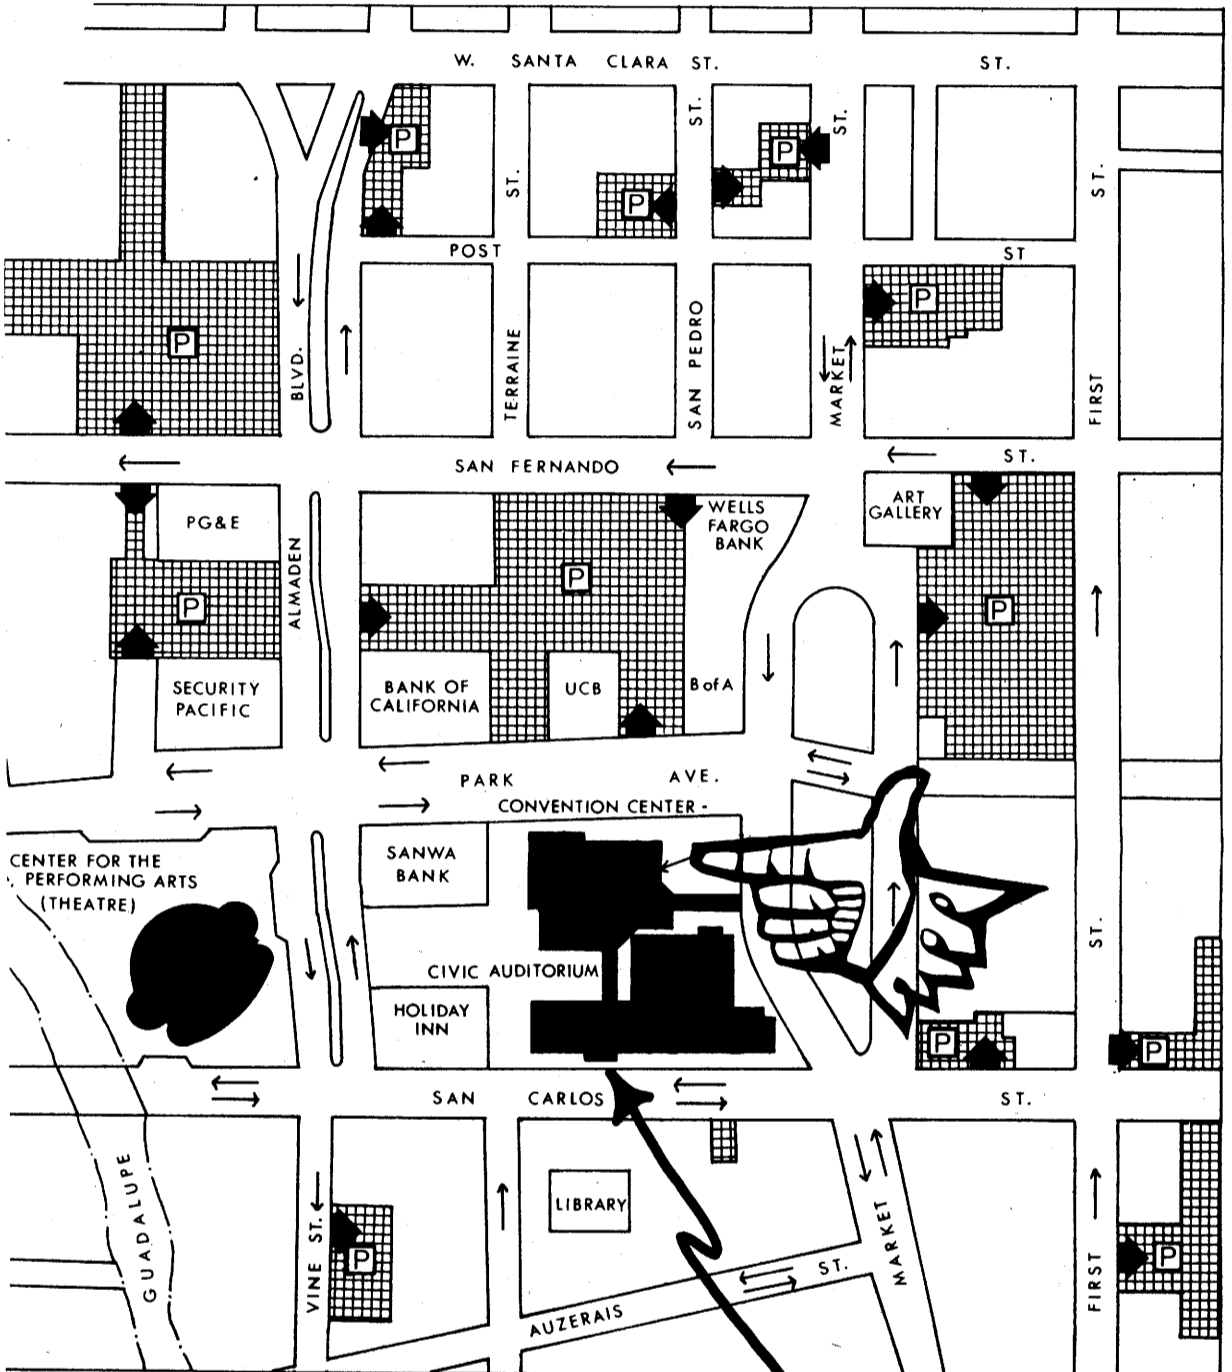 W. SANTA CLARA ST. ST.
ST.
ST.
P
P
P
ST.
ST.
POST ST
P
P
BLVD.
TERRAINE
SAN PEDRO
MARKET
FIRST
SAN FERNANDO ST.
PG&E
ART
GALLERY
WELLS
FARGO
BANK
ALMADEN
P
P
P
SECURITY
PACIFIC
BANK OF
CALIFORNIA
UCB
B of A
PARK AVE.
CONVENTION CENTER -
CENTER FOR THE
PERFORMING ARTS
(THEATRE)
SANWA
BANK
ST.
CIVIC AUDITORIUM
HOLIDAY
INN
P
P
SAN CARLOS ST.
GUADALUPE
VINE ST.
P
LIBRARY
AUZERAIS ST.
MARKET
FIRST
P